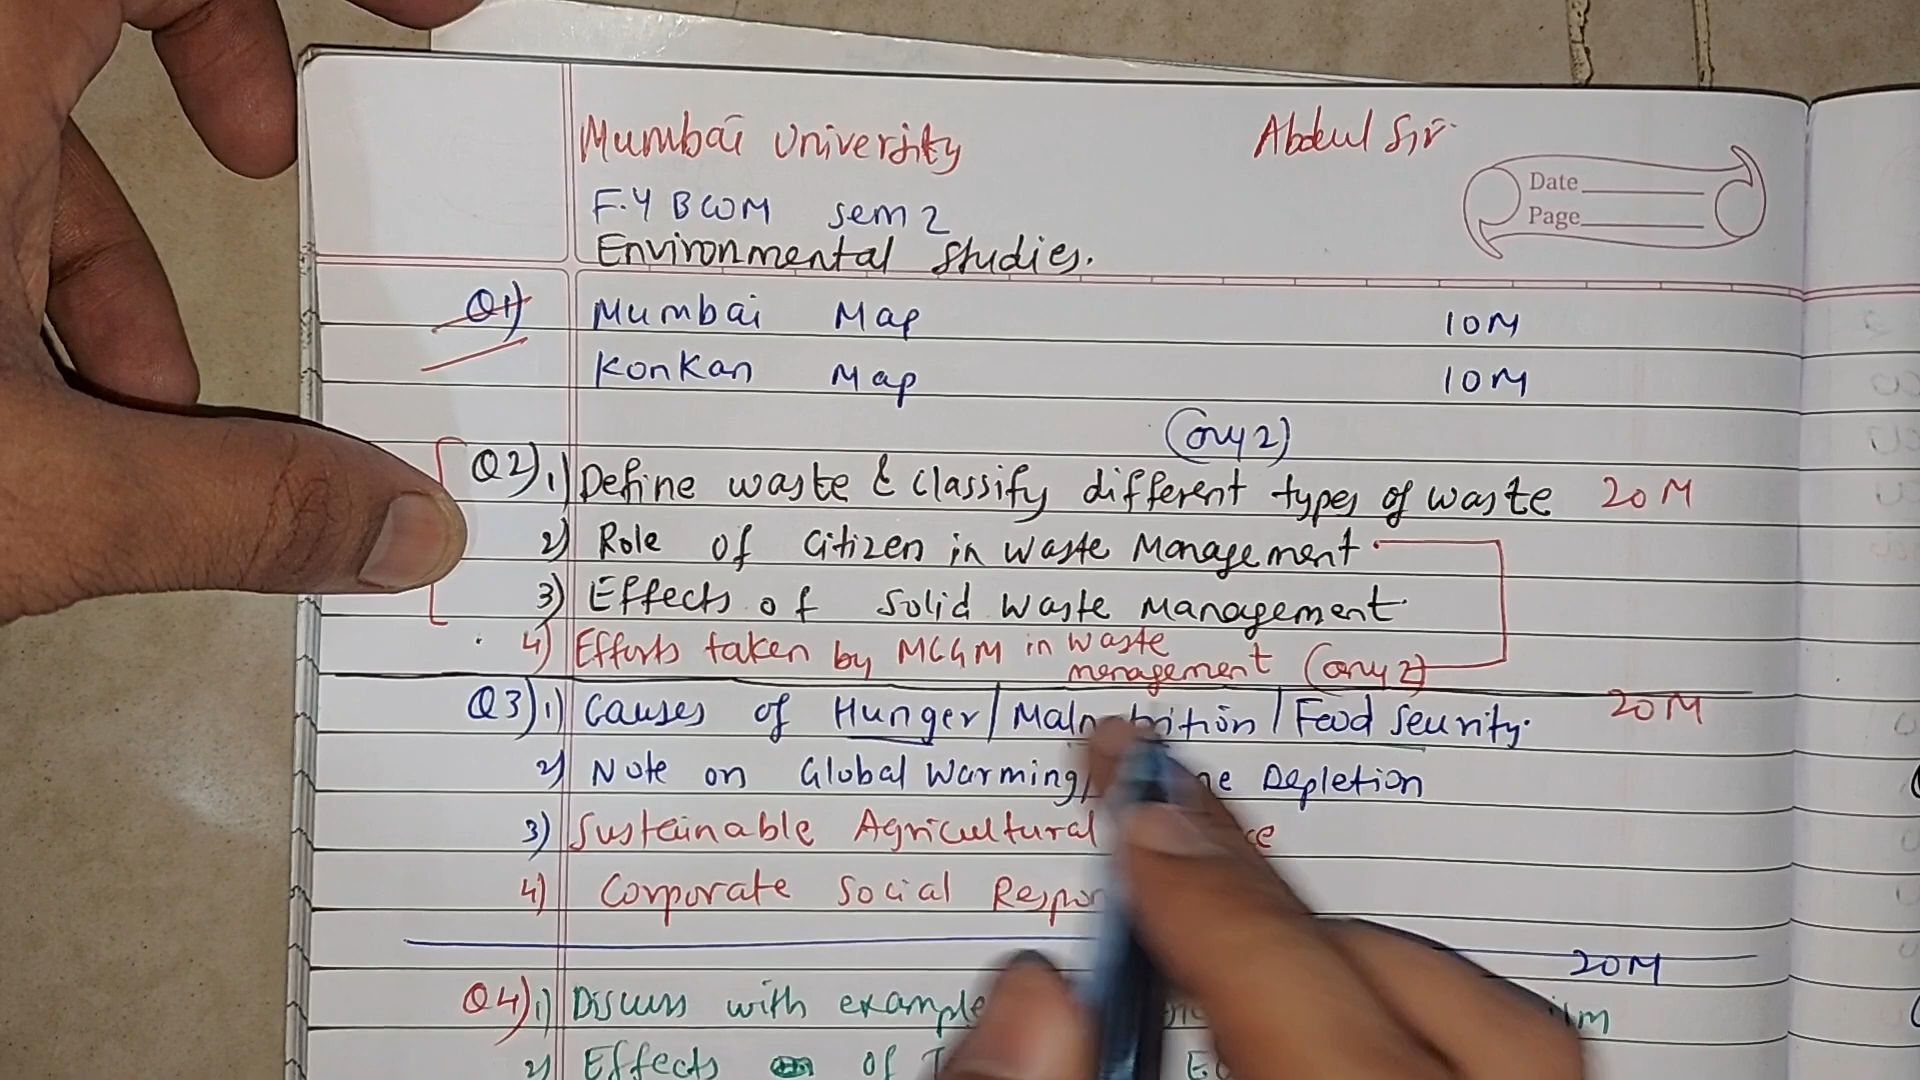 Mumbai University Abdul Sir
Date
Page
F.Y BCOM Sem 2
Environmental Studies.
Q1) Mumbai Map 10M
Konkan Map 10M
(any 2)
Q2) 1) Define waste & Classify different types of waste 20M
2) Role of Citizen in Waste Management.
3) Effects of Solid Waste Management
4) Efforts taken by MCGM in waste
menagement (any 2)
Q3) 1) Causes of Hunger / / Food Seurity. 20M
2) Note on Global Warming/ Depletion
3) Susteinable Agricultural
4) Corporate Social
20M
Q4) 1) Discuss with example
2) Effects of